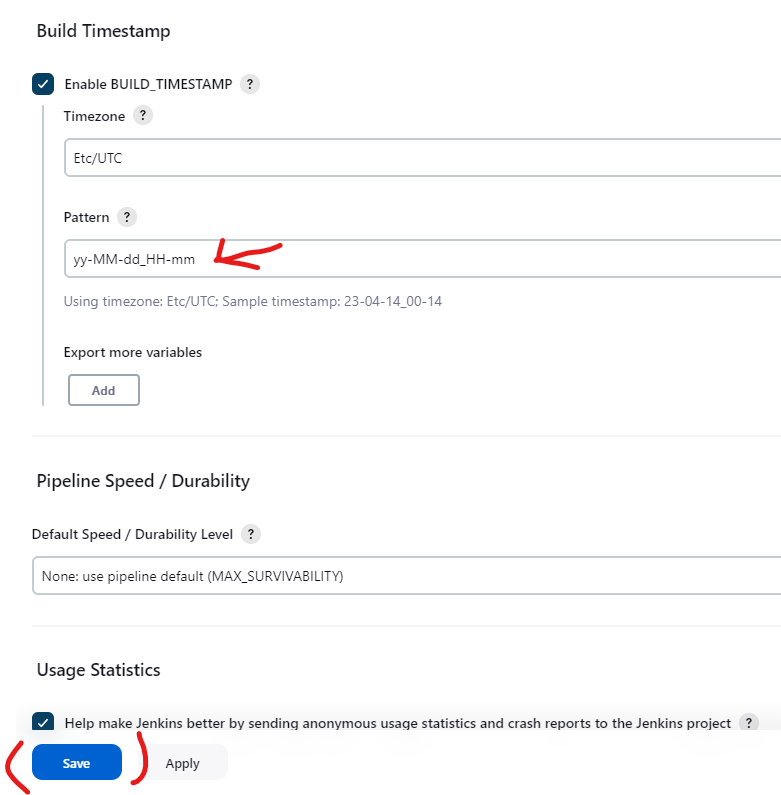 Build Timestamp
Enable BUILD_TIMESTAMP ?
Timezone ?
Etc/UTC
Pattern ?
yy-MM-dd_HH-mm
Using timezone: Etc/UTC; Sample timestamp: 23-04-14_00-14
Export more variables
Add
Pipeline Speed / Durability
Default Speed / Durability Level ?
None: use pipeline default (MAX_SURVIVABILITY)
Usage Statistics
Help make Jenkins better by sending anonymous usage statistics and crash reports to the Jenkins project ?
Save Apply